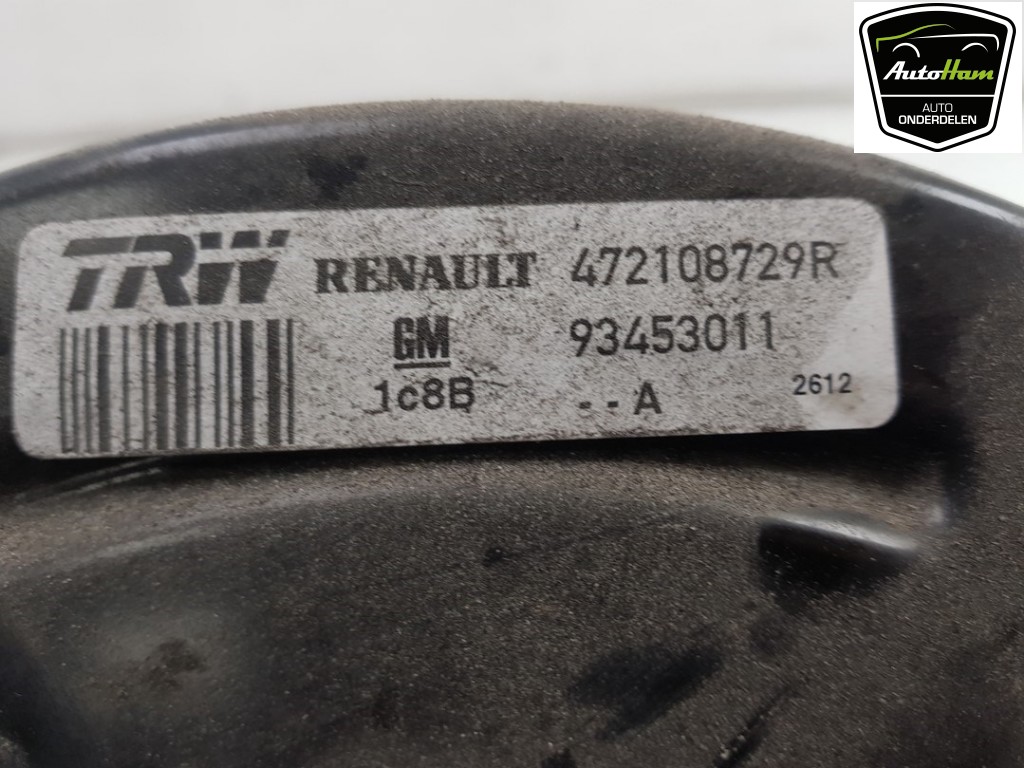 AutoHam
AUTO
ONDERDELEN
TRW RENAULT 472108729R
GM 93453011
1c8B --A 2612